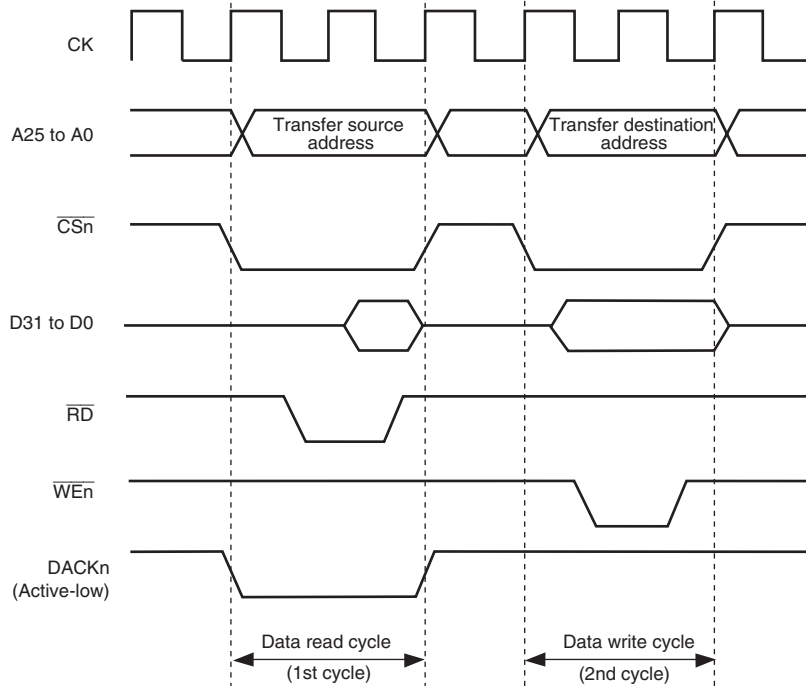 CK
A25 to A0
Transfer source
address
Transfer destination
address
CSn
D31 to D0
RD
WEn
DACKn
(Active-low)
Data read cycle
(1st cycle)
Data write cycle
(2nd cycle)